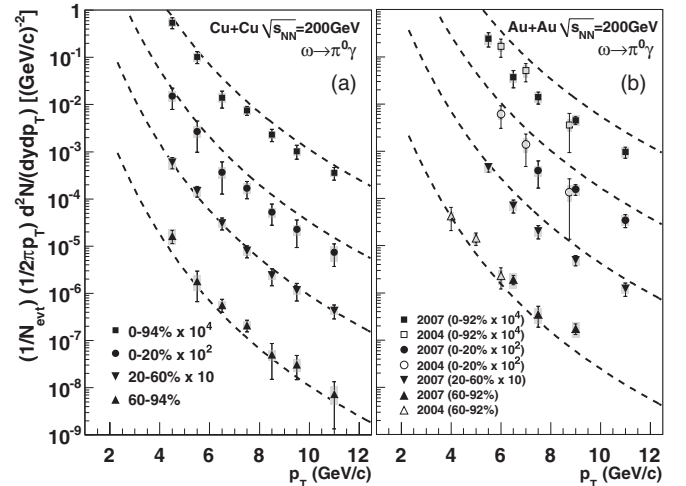 Cu+Cu √s_NN=200GeV
ω→π⁰γ
(a)
Au+Au √s_NN=200GeV
ω→π⁰γ
(b)
(1/N_evt) (1/2πp_T) d²N/(dydp_T) [(GeV/c)⁻²]
1
10⁻¹
10⁻²
10⁻³
10⁻⁴
10⁻⁵
10⁻⁶
10⁻⁷
10⁻⁸
10⁻⁹
0-94% x 10⁴
0-20% x 10²
20-60% x 10
60-94%
2007 (0-92% x 10⁴)
2004 (0-92% x 10⁴)
2007 (0-20% x 10²)
2004 (0-20% x 10²)
2007 (20-60% x 10)
2007 (60-92%)
2004 (60-92%)
2 4 6 8 10 12
2 4 6 8 10 12
p_T (GeV/c)
p_T (GeV/c)